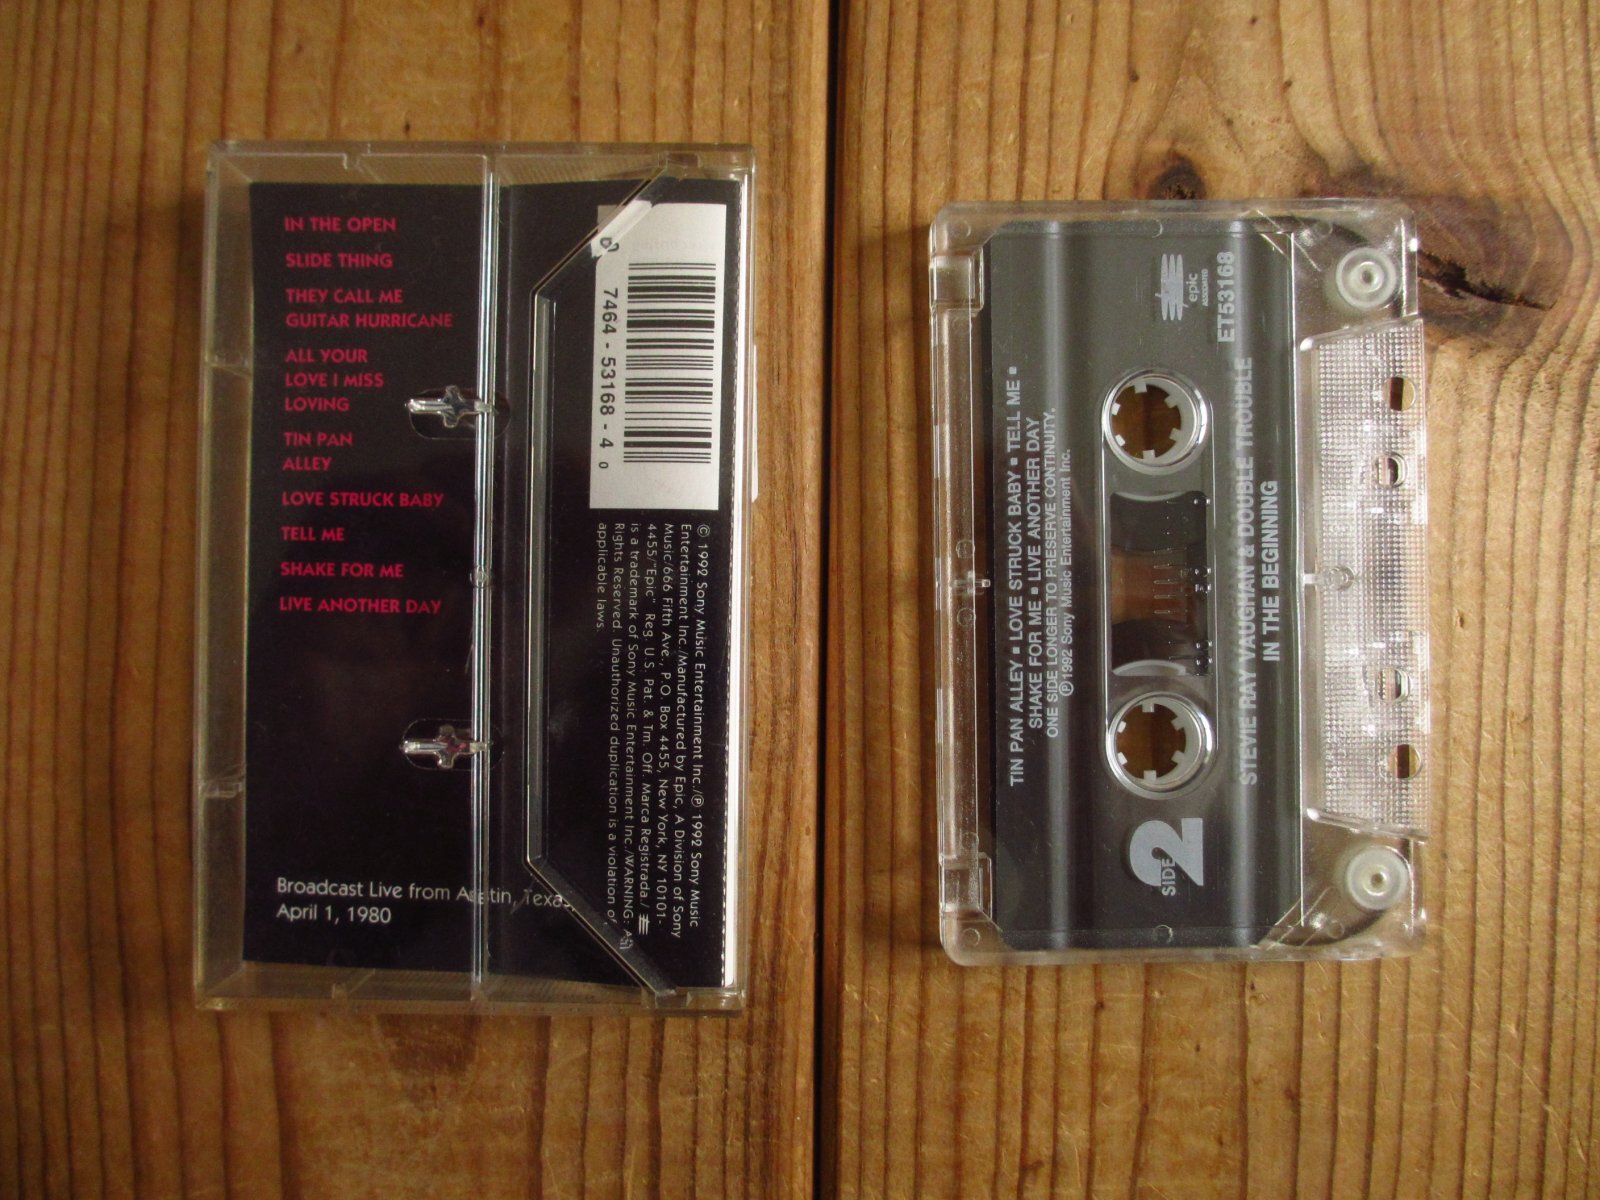 IN THE OPEN
SLIDE THING
THEY CALL ME
GUITAR HURRICANE
ALL YOUR
LOVE I MISS
LOVING
TIN PAN
ALLEY
LOVE STRUCK BABY
TELL ME
SHAKE FOR ME
LIVE ANOTHER DAY
Broadcast Live from Austin, Texas,
April 1, 1980
7464-53168-4
0
© 1992 Sony Music Entertainment Inc./℗ 1992 Sony Music
Entertainment Inc./Manufactured by Epic, A Division of Sony
Music/666 Fifth Ave., P.O. Box 4455, New York, NY 10101-
4455/"Epic" Reg. U.S. Pat. & Tm. Off. Marca Registrada/
is a trademark of Sony Music Entertainment Inc./WARNING: All
Rights Reserved. Unauthorized duplication is a violation of
applicable laws.
epic
ASSOCIATED
ET53168
STEVIE RAY VAUGHAN & DOUBLE TROUBLE
IN THE BEGINNING
SIDE 2
TIN PAN ALLEY ▪ LOVE STRUCK BABY ▪ TELL ME ▪
SHAKE FOR ME ▪ LIVE ANOTHER DAY
ONE SIDE LONGER TO PRESERVE CONTINUITY.
℗ 1992 Sony Music Entertainment Inc.